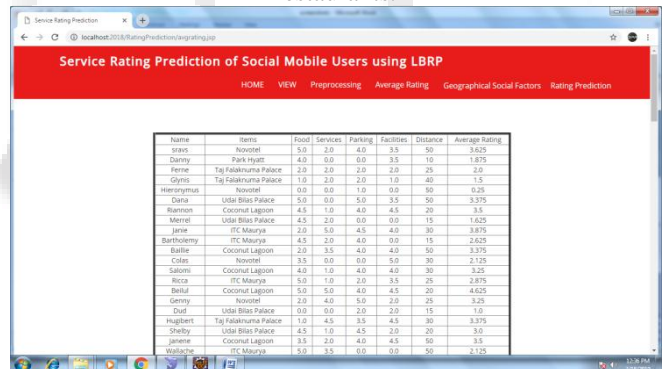 Service Rating Prediction
localhost:2018/RatingPrediction/avgrating.jsp
Service Rating Prediction of Social Mobile Users using LBRP
HOME VIEW Preprocessing Average Rating Geographical Social Factors Rating Prediction
Name Items Food Services Parking Facilities Distance Average Rating
sravs Novotel 5.0 2.0 4.0 3.5 50 3.625
Danny Park Hyatt 4.0 0.0 0.0 3.5 10 1.875
Ferne Taj Falaknuma Palace 2.0 2.0 2.0 2.0 25 2.0
Glynis Taj Falaknuma Palace 1.0 2.0 2.0 1.0 40 1.5
Hieronymus Novotel 0.0 0.0 1.0 0.0 50 0.25
Dana Udai Bilas Palace 5.0 0.0 5.0 3.5 50 3.375
Riannon Coconut Lagoon 4.5 1.0 4.0 4.5 20 3.5
Merrel Udai Bilas Palace 4.5 2.0 0.0 0.0 15 1.625
Janie ITC Maurya 2.0 5.0 4.5 4.0 30 3.875
Bartholemy ITC Maurya 4.5 2.0 4.0 0.0 15 2.625
Baillie Coconut Lagoon 2.0 3.5 4.0 4.0 50 3.375
Colas Novotel 3.5 0.0 0.0 5.0 30 2.125
Salomi Coconut Lagoon 4.0 1.0 4.0 4.0 30 3.25
Ricca ITC Maurya 5.0 1.0 2.0 3.5 25 2.875
Beilul Coconut Lagoon 5.0 5.0 4.0 4.5 20 4.625
Genny Novotel 2.0 4.0 5.0 2.0 25 3.25
Dud Udai Bilas Palace 0.0 0.0 2.0 2.0 15 1.0
Hugibert Taj Falaknuma Palace 1.0 4.5 3.5 4.5 30 3.375
Shelby Udai Bilas Palace 4.5 1.0 4.5 2.0 20 3.0
Janene Coconut Lagoon 3.5 2.0 4.0 4.5 50 3.5
Wallache ITC Maurya 5.0 3.5 0.0 0.0 50 2.125
12:36 PM